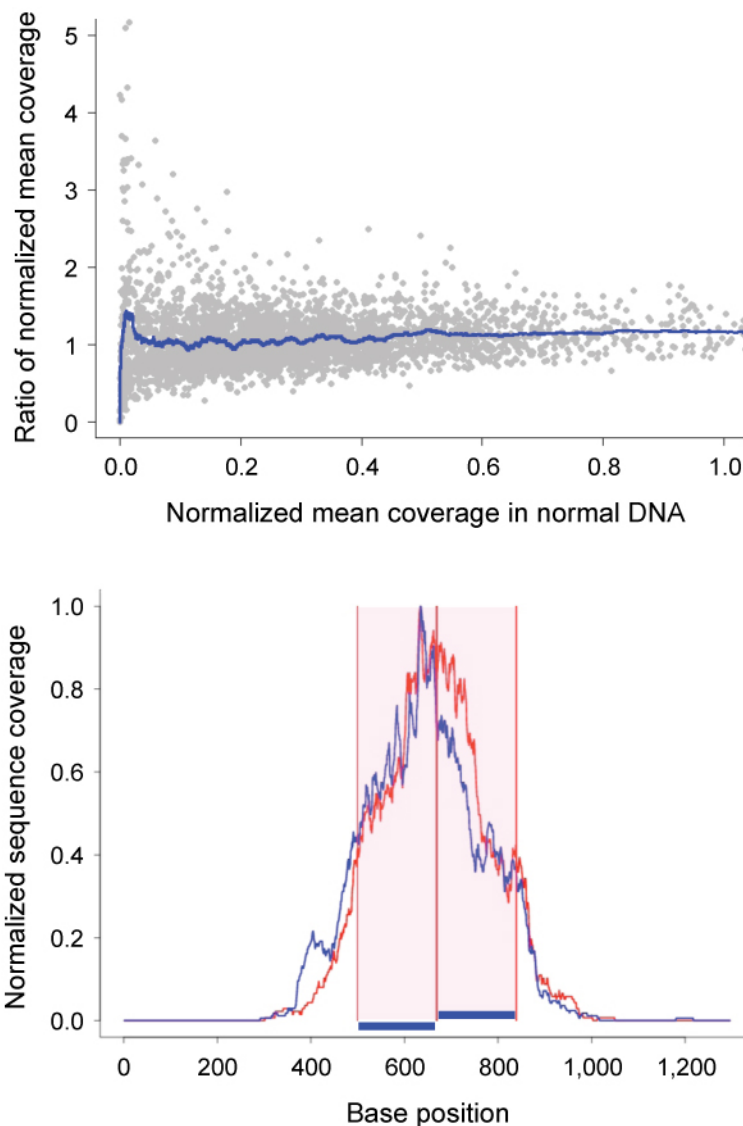 Ratio of normalized mean coverage
5
4
3
2
1
0
0.0 0.2 0.4 0.6 0.8 1.0
Normalized mean coverage in normal DNA
Normalized sequence coverage
1.0
0.8
0.6
0.4
0.2
0.0
0 200 400 600 800 1,000 1,200
Base position